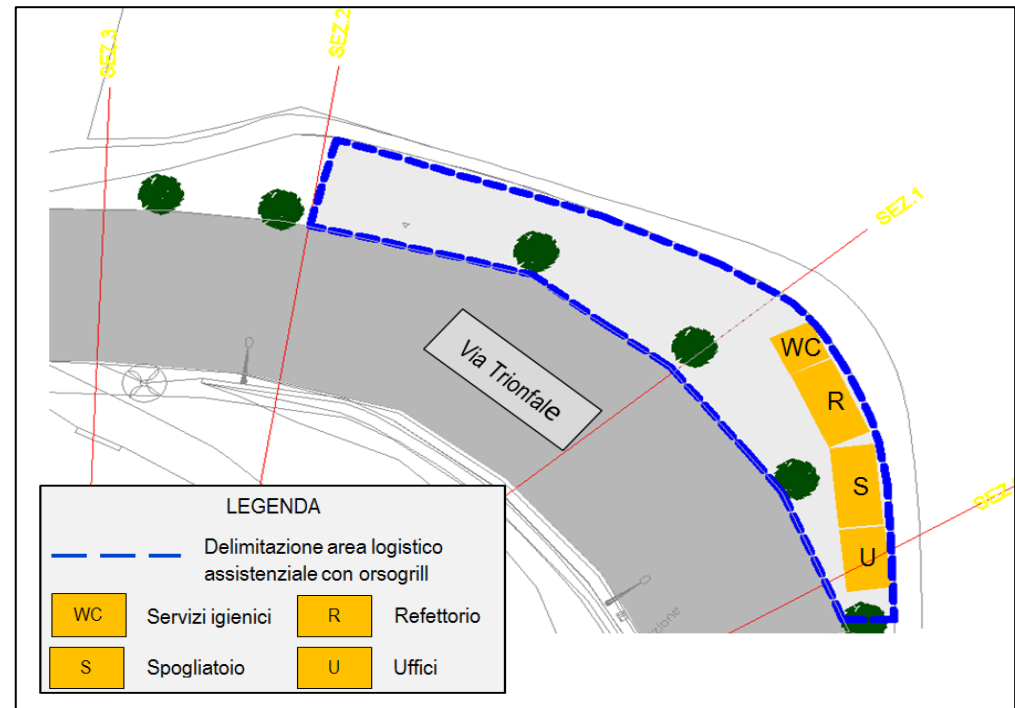 SEZ.3
SEZ.2
SEZ.1
WC
R
Via Trionfale
S
SEZ.
U
LEGENDA
Delimitazione area logistico
assistenziale con orsogrill
WC Servizi igienici R Refettorio
S Spogliatoio U Uffici